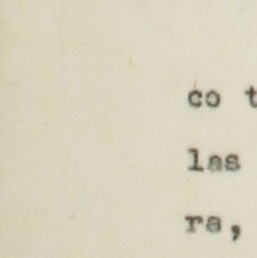 co t
las
ra,